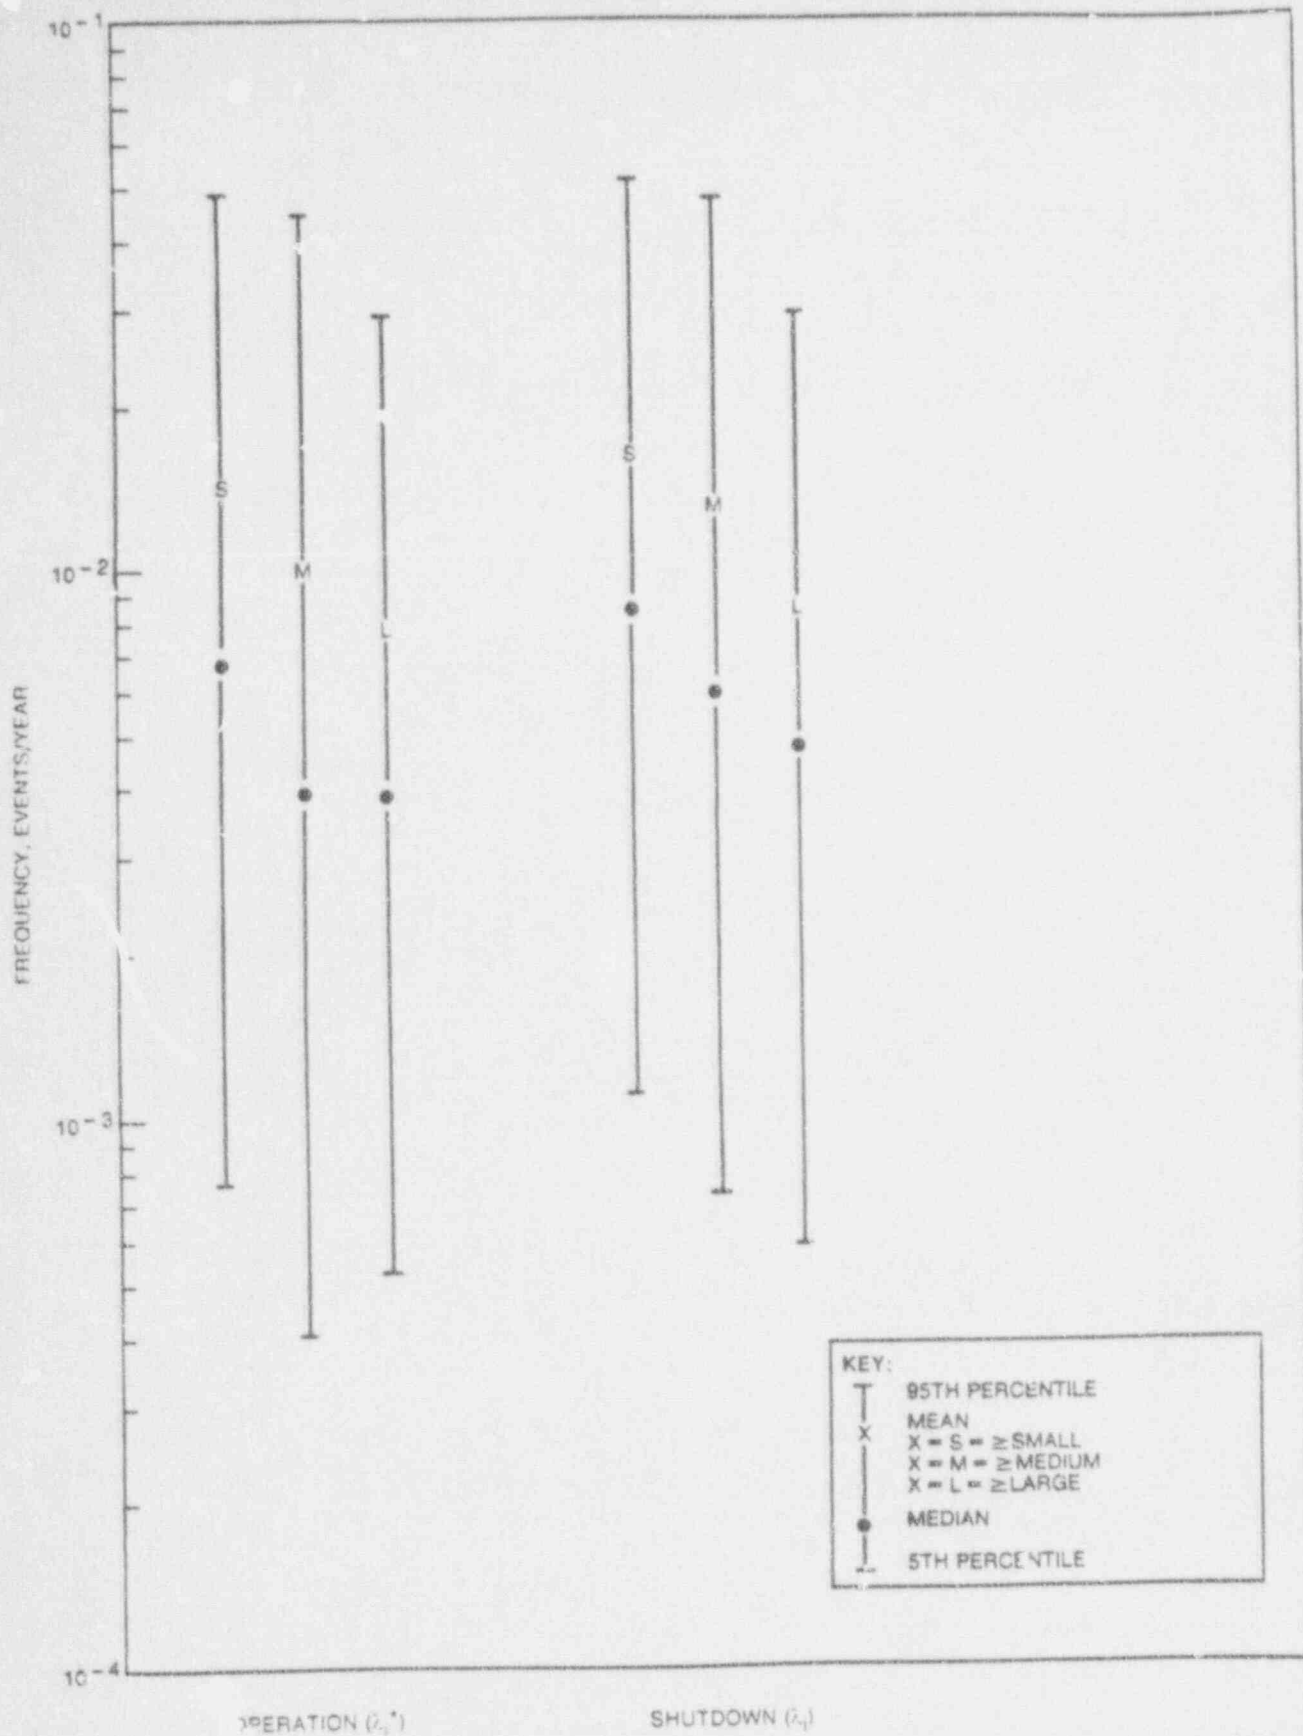 10⁻¹
10⁻²
10⁻³
10⁻⁴
FREQUENCY, EVENTS/YEAR
S
M
L
S
M
L
KEY:
95TH PERCENTILE
X
MEAN
X = S = ≥SMALL
X = M = ≥MEDIUM
X = L = ≥LARGE
MEDIAN
5TH PERCENTILE
SHUTDOWN